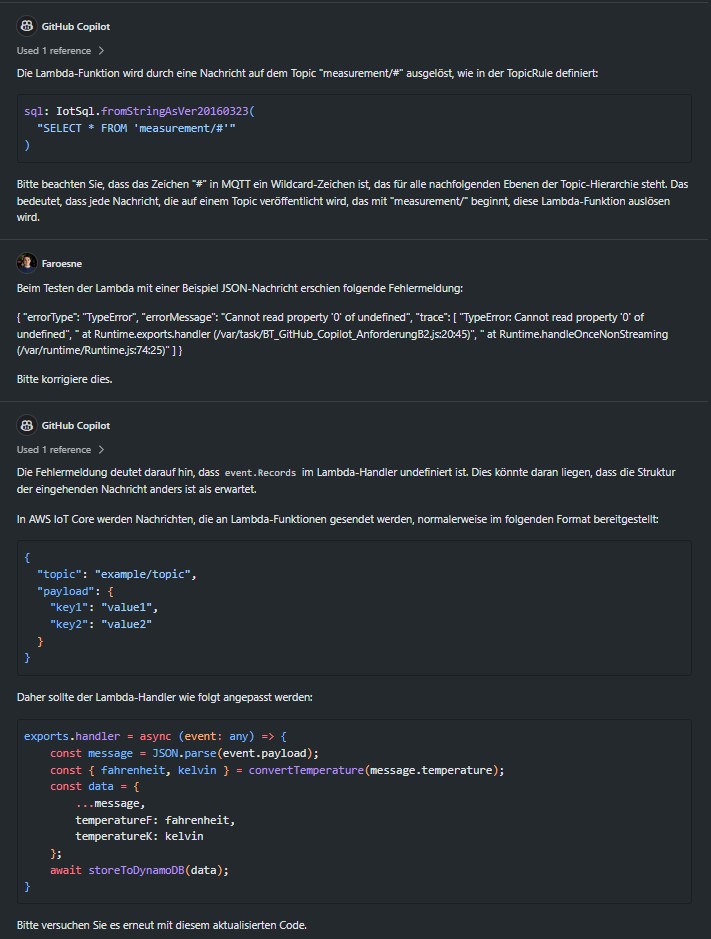 GitHub Copilot
Used 1 reference >
Die Lambda-Funktion wird durch eine Nachricht auf dem Topic "measurement/#" ausgelöst, wie in der TopicRule definiert:
sql: IotSql.fromStringAsVer20160323(
"SELECT * FROM 'measurement/#'"
)
Bitte beachten Sie, dass das Zeichen "#" in MQTT ein Wildcard-Zeichen ist, das für alle nachfolgenden Ebenen der Topic-Hierarchie steht. Das
bedeutet, dass jede Nachricht, die auf einem Topic veröffentlicht wird, das mit "measurement/" beginnt, diese Lambda-Funktion auslösen
wird.
Faroesne
Beim Testen der Lambda mit einer Beispiel JSON-Nachricht erschien folgende Fehlermeldung:
{ "errorType": "TypeError", "errorMessage": "Cannot read property '0' of undefined", "trace": [ "TypeError: Cannot read property '0' of
undefined", " at Runtime.exports.handler (/var/task/BT_GitHub_Copilot_AnforderungB2.js:20:45)", " at Runtime.handleOnceNonStreaming
(/var/runtime/Runtime.js:74:25)" ] }
Bitte korrigiere dies.
GitHub Copilot
Used 1 reference >
Die Fehlermeldung deutet darauf hin, dass event.Records im Lambda-Handler undefiniert ist. Dies könnte daran liegen, dass die Struktur
der eingehenden Nachricht anders ist als erwartet.
In AWS IoT Core werden Nachrichten, die an Lambda-Funktionen gesendet werden, normalerweise im folgenden Format bereitgestellt:
{
"topic": "example/topic",
"payload": {
"key1": "value1",
"key2": "value2"
}
}
Daher sollte der Lambda-Handler wie folgt angepasst werden:
exports.handler = async (event: any) => {
const message = JSON.parse(event.payload);
const { fahrenheit, kelvin } = convertTemperature(message.temperature);
const data = {
...message,
temperatureF: fahrenheit,
temperatureK: kelvin
};
await storeToDynamoDB(data);
}
Bitte versuchen Sie es erneut mit diesem aktualisierten Code.